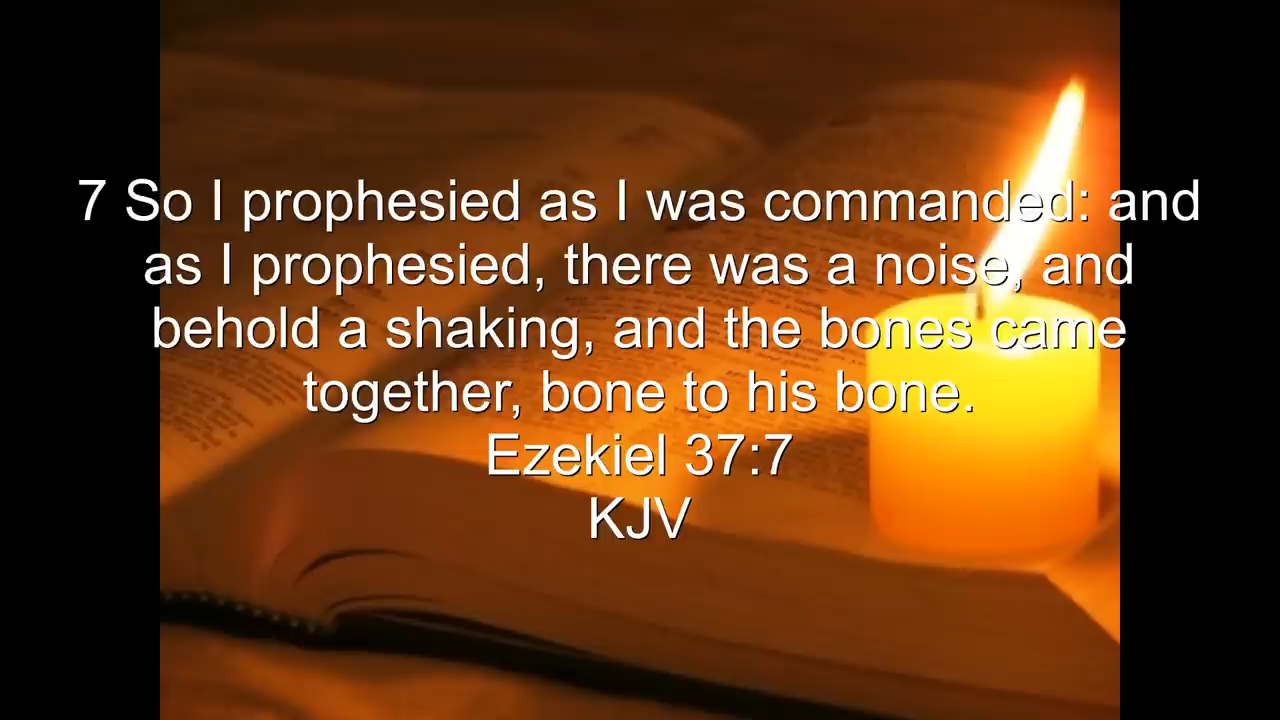 7 So I prophesied as I was commanded: and
as I prophesied, there was a noise, and
behold a shaking, and the bones came
together, bone to his bone.
Ezekiel 37:7
KJV